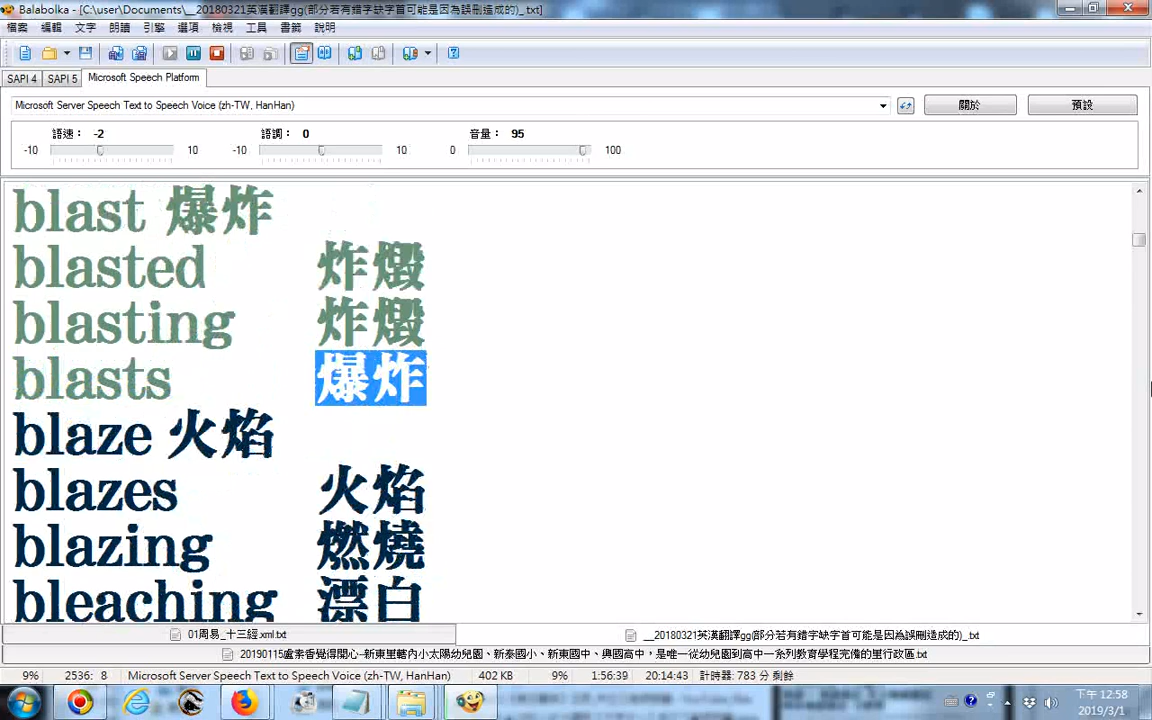 Balabolka - [C:\user\Documents\__20180321英漢翻譯gg(部分若有錯字缺字首可能是因為誤刪造成的)_.txt]
檔案 編輯 文字 朗讀 引擎 選項 檢視 工具 書籤 說明
SAPI 4 SAPI 5 Microsoft Speech Platform
Microsoft Server Speech Text to Speech Voice (zh-TW, HanHan) 關於 預設
語速： -2 語調： 0 音量： 95
-10 10 -10 10 0 100
blast 爆炸
blasted 炸燬
blasting 炸燬
blasts 爆炸
blaze 火焰
blazes 火焰
blazing 燃燒
bleaching 漂白
01周易_十三經.xml.txt __20180321英漢翻譯gg(部分若有錯字缺字首可能是因為誤刪造成的)_.txt
20190115盧素香覺得開心-新東里轄內小太陽幼兒園、新泰國小、新東國中、興國高中，是唯一從幼兒園到高中一系列教育學程完備的里行政區.txt
9% 2536: 8 Microsoft Server Speech Text to Speech Voice (zh-TW, HanHan) 402 KB 9% 1:56:39 20:14:43 計時器: 783 分 剩餘
下午 12:58
2019/3/1